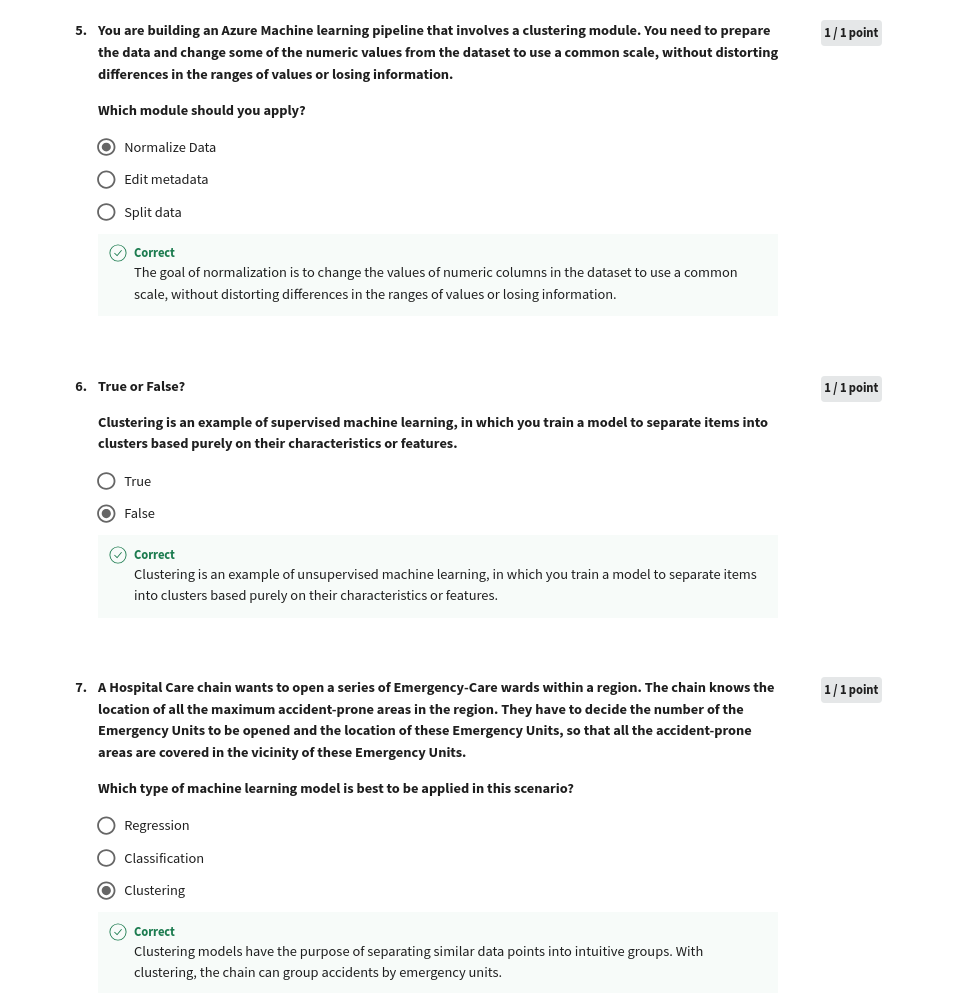 5. You are building an Azure Machine learning pipeline that involves a clustering module. You need to prepare
1 / 1 point
the data and change some of the numeric values from the dataset to use a common scale, without distorting
differences in the ranges of values or losing information.
Which module should you apply?
Normalize Data
Edit metadata
Split data
Correct
The goal of normalization is to change the values of numeric columns in the dataset to use a common
scale, without distorting differences in the ranges of values or losing information.
6. True or False?
1 / 1 point
Clustering is an example of supervised machine learning, in which you train a model to separate items into
clusters based purely on their characteristics or features.
True
False
Correct
Clustering is an example of unsupervised machine learning, in which you train a model to separate items
into clusters based purely on their characteristics or features.
7. A Hospital Care chain wants to open a series of Emergency-Care wards within a region. The chain knows the
1 / 1 point
location of all the maximum accident-prone areas in the region. They have to decide the number of the
Emergency Units to be opened and the location of these Emergency Units, so that all the accident-prone
areas are covered in the vicinity of these Emergency Units.
Which type of machine learning model is best to be applied in this scenario?
Regression
Classification
Clustering
Correct
Clustering models have the purpose of separating similar data points into intuitive groups. With
clustering, the chain can group accidents by emergency units.